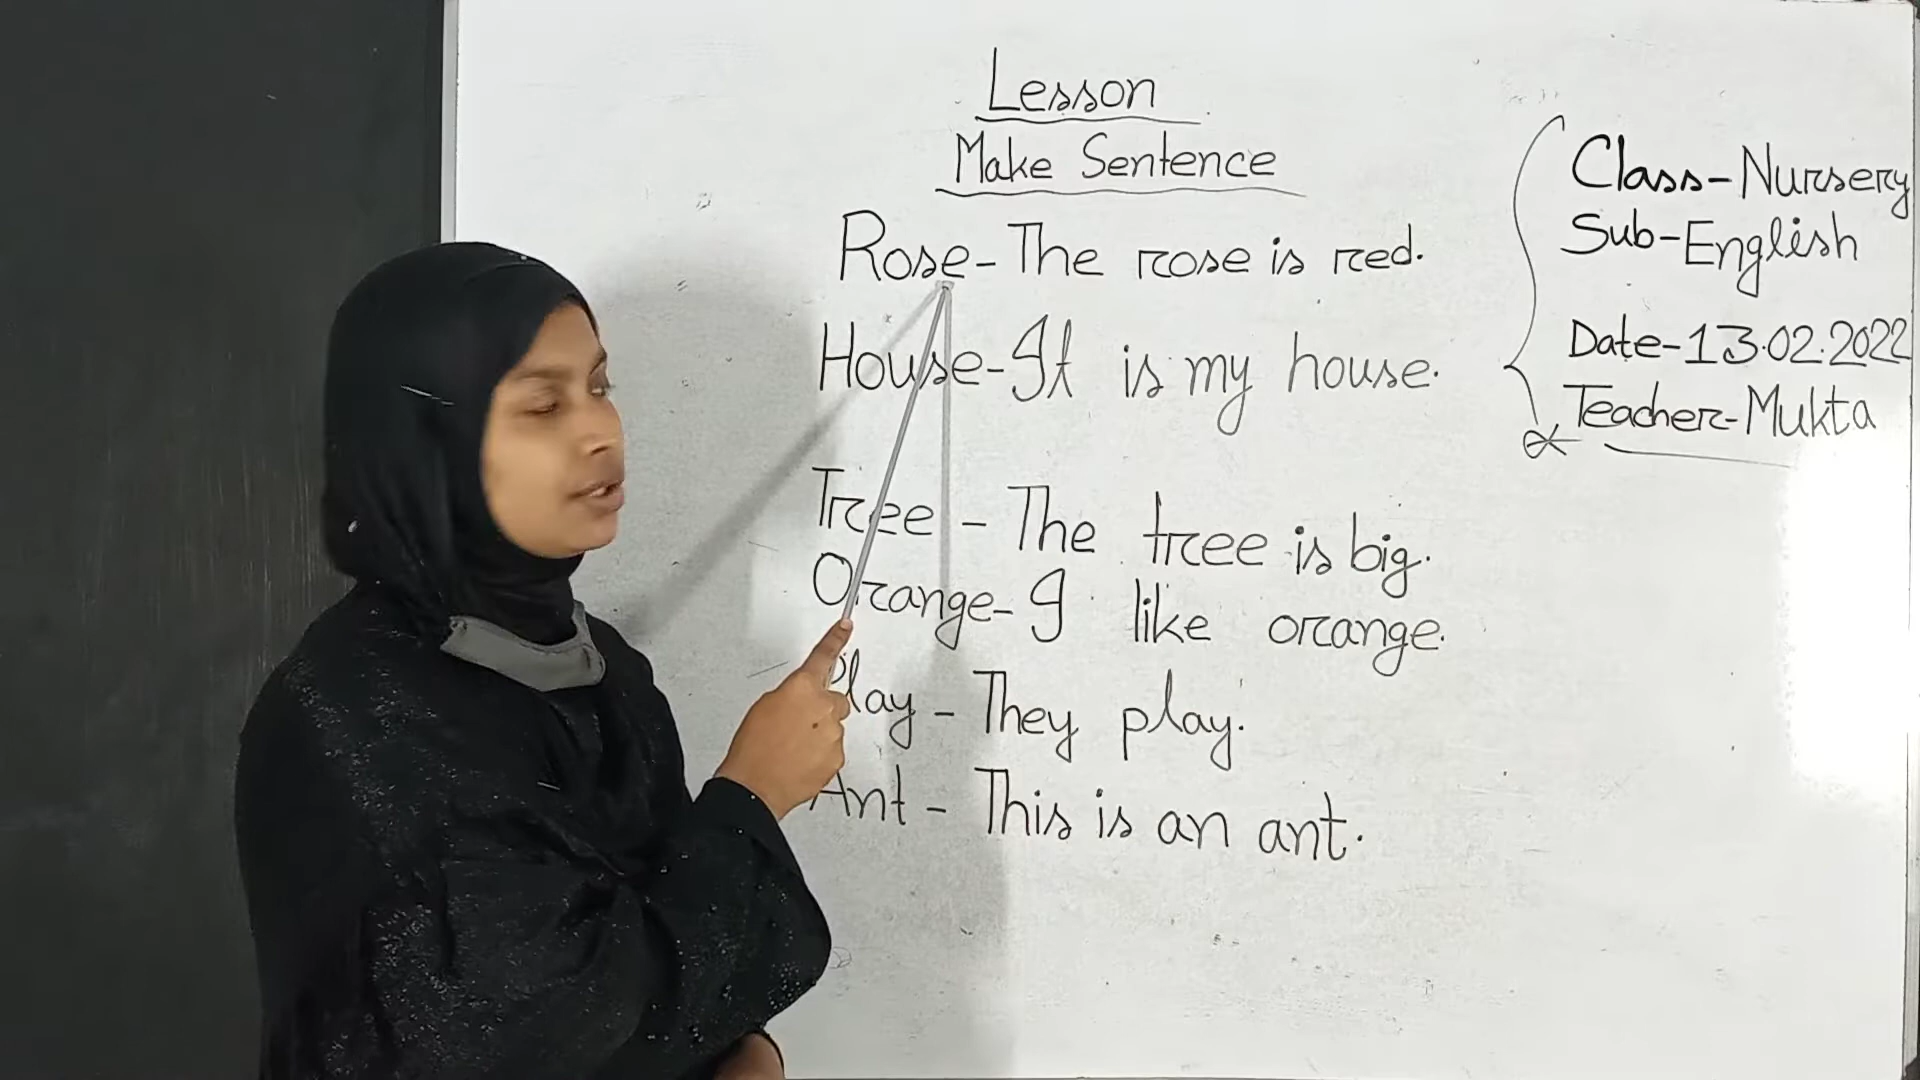 Lesson
Make Sentence
Rose - The rose is red.
House - It is my house.
Tree - The tree is big.
Orange - I like orange.
Play - They play.
Ant - This is an ant.
Class - Nursery
Sub - English
Date - 13.02.2022
Teacher - Mukta